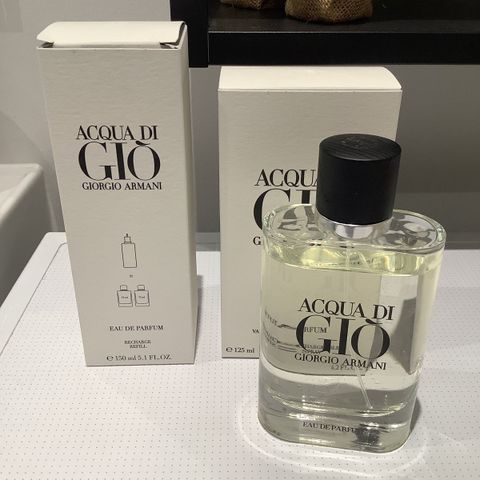 ACQUA DI
GIÒ
GIORGIO ARMANI
EAU DE PARFUM
RECHARGE
REFILL
℮ 150 ml 5.1 FL.OZ.
ACQUA DI
GIÒ
℮ 125 ml
ACQUA DI
GIÒ
GIORGIO ARMANI
EAU DE PARFUM